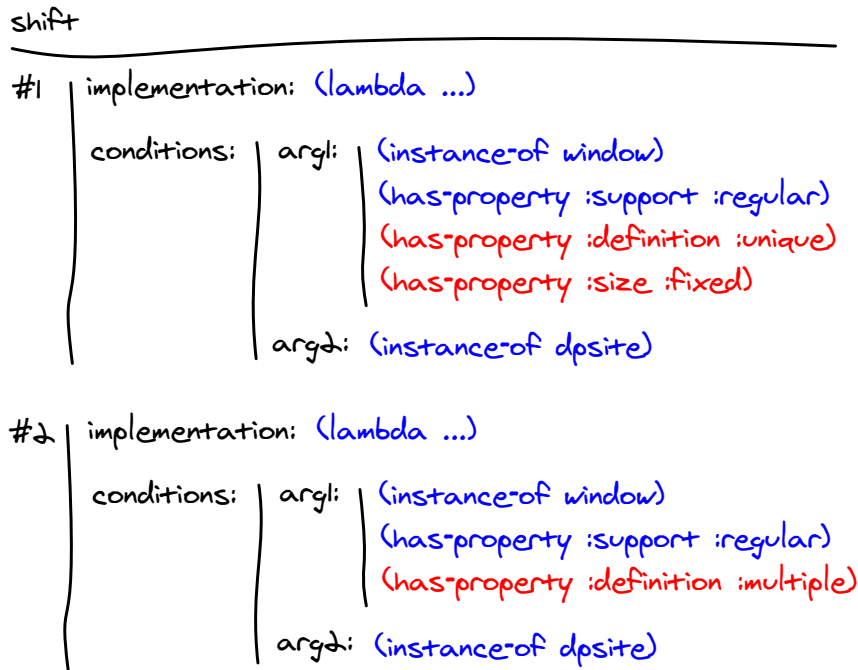 shift
#1 implementation: (lambda ...)
conditions: arg1: (instance-of window)
(has-property :support :regular)
(has-property :definition :unique)
(has-property :size :fixed)
arg2: (instance-of dpsite)
#2 implementation: (lambda ...)
conditions: arg1: (instance-of window)
(has-property :support :regular)
(has-property :definition :multiple)
arg2: (instance-of dpsite)